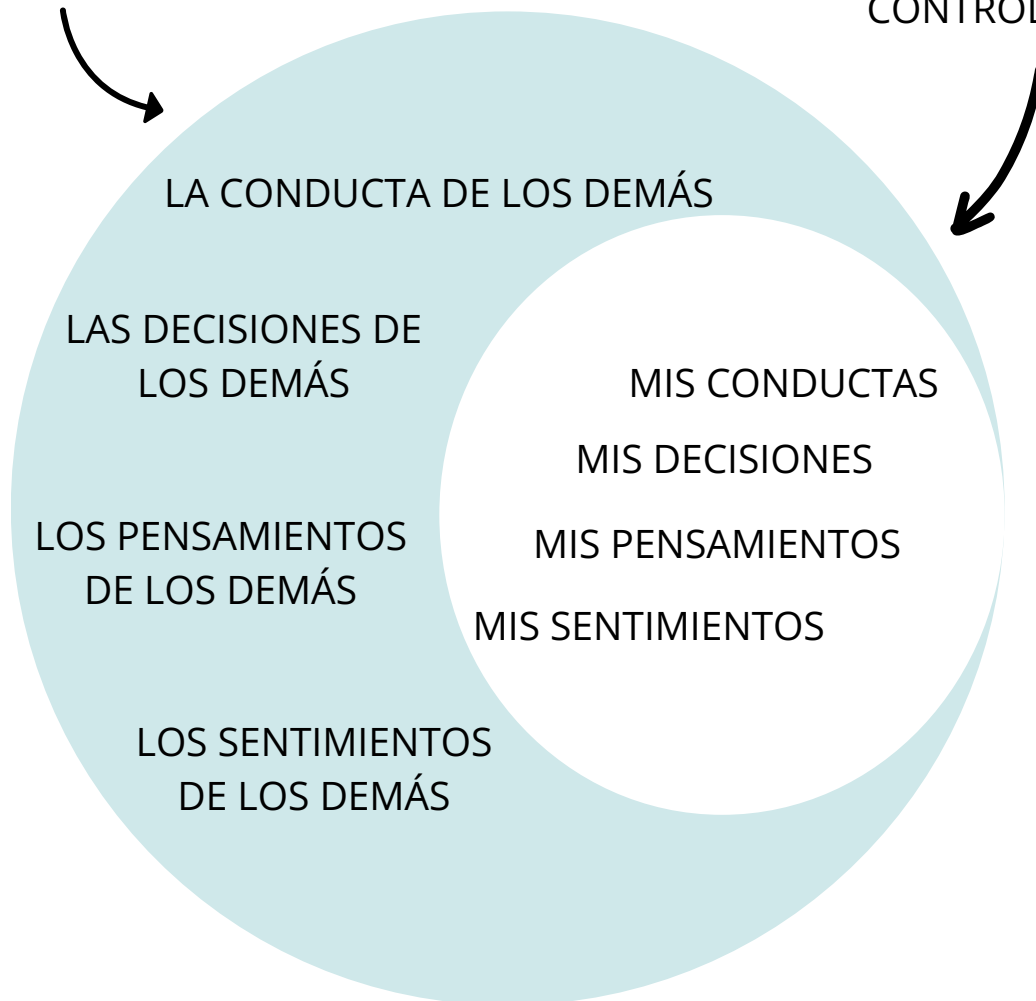 CONTROL
LA CONDUCTA DE LOS DEMÁS
LAS DECISIONES DE
LOS DEMÁS
MIS CONDUCTAS
MIS DECISIONES
LOS PENSAMIENTOS
DE LOS DEMÁS
MIS PENSAMIENTOS
MIS SENTIMIENTOS
LOS SENTIMIENTOS
DE LOS DEMÁS